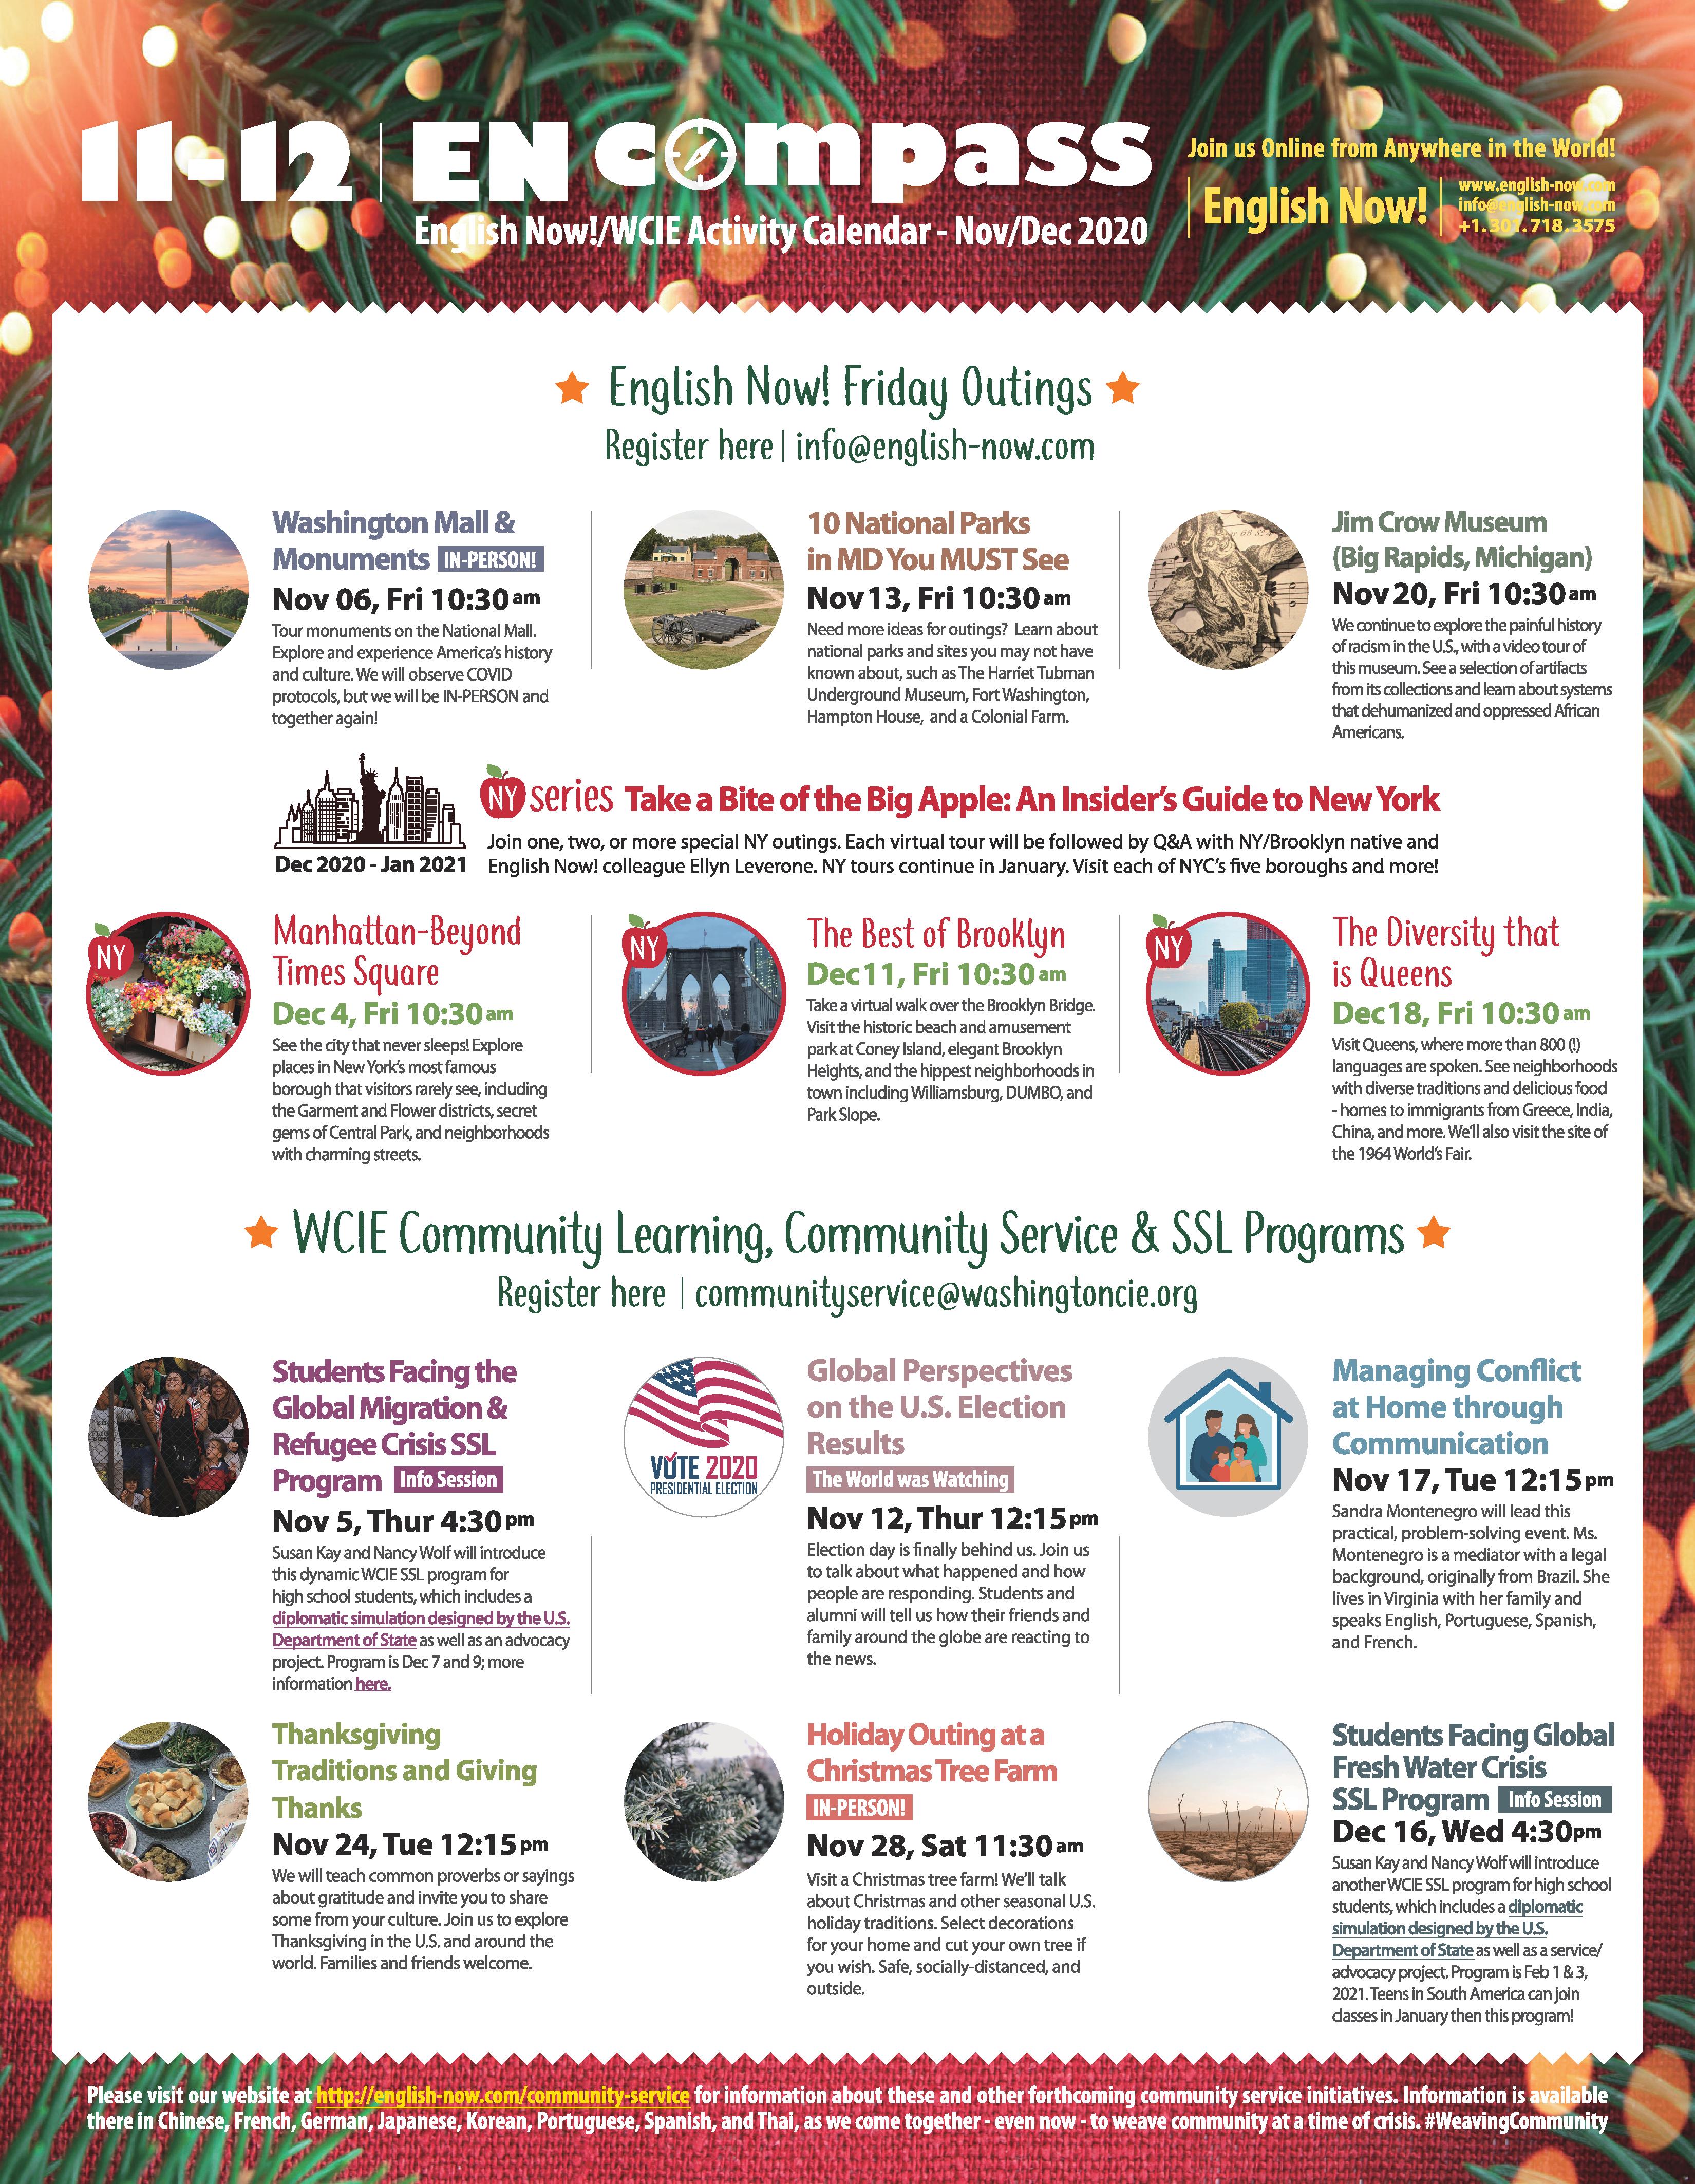 11-12 | EN compass
English Now!/WCIE Activity Calendar - Nov/Dec 2020
Join us Online from Anywhere in the World!
English Now!
www.english-now.com
info@english-now.com
+1.301.718.3575
English Now! Friday Outings
Register here | info@english-now.com
Washington Mall &
Monuments IN-PERSON!
Nov 06, Fri 10:30 am
Tour monuments on the National Mall.
Explore and experience America's history
and culture. We will observe COVID
protocols, but we will be IN-PERSON and
together again!
10 National Parks
in MD You MUST See
Nov 13, Fri 10:30 am
Need more ideas for outings? Learn about
national parks and sites you may not have
known about, such as The Harriet Tubman
Underground Museum, Fort Washington,
Hampton House, and a Colonial Farm.
Jim Crow Museum
(Big Rapids, Michigan)
Nov 20, Fri 10:30 am
We continue to explore the painful history
of racism in the U.S., with a video tour of
this museum. See a selection of artifacts
from its collections and learn about systems
that dehumanized and oppressed African
Americans.
Dec 2020 - Jan 2021
NY series Take a Bite of the Big Apple: An Insider's Guide to New York
Join one, two, or more special NY outings. Each virtual tour will be followed by Q&A with NY/Brooklyn native and
English Now! colleague Ellyn Leverone. NY tours continue in January. Visit each of NYC's five boroughs and more!
NY
Manhattan-Beyond
Times Square
Dec 4, Fri 10:30 am
See the city that never sleeps! Explore
places in New York's most famous
borough that visitors rarely see, including
the Garment and Flower districts, secret
gems of Central Park, and neighborhoods
with charming streets.
NY
The Best of Brooklyn
Dec 11, Fri 10:30 am
Take a virtual walk over the Brooklyn Bridge.
Visit the historic beach and amusement
park at Coney Island, elegant Brooklyn
Heights, and the hippest neighborhoods in
town including Williamsburg, DUMBO, and
Park Slope.
NY
The Diversity that
is Queens
Dec 18, Fri 10:30 am
Visit Queens, where more than 800 (!)
languages are spoken. See neighborhoods
with diverse traditions and delicious food
- homes to immigrants from Greece, India,
China, and more. We'll also visit the site of
the 1964 World's Fair.
WCIE Community Learning, Community Service & SSL Programs
Register here | communityservice@washingtoncie.org
Students Facing the
Global Migration &
Refugee Crisis SSL
Program Info Session
Nov 5, Thur 4:30 pm
Susan Kay and Nancy Wolf will introduce
this dynamic WCIE SSL program for
high school students, which includes a
diplomatic simulation designed by the U.S.
Department of State as well as an advocacy
project. Program is Dec 7 and 9; more
information here.
VOTE 2020
PRESIDENTIAL ELECTION
Global Perspectives
on the U.S. Election
Results
The World was Watching
Nov 12, Thur 12:15 pm
Election day is finally behind us. Join us
to talk about what happened and how
people are responding. Students and
alumni will tell us how their friends and
family around the globe are reacting to
the news.
Managing Conflict
at Home through
Communication
Nov 17, Tue 12:15 pm
Sandra Montenegro will lead this
practical, problem-solving event. Ms.
Montenegro is a mediator with a legal
background, originally from Brazil. She
lives in Virginia with her family and
speaks English, Portuguese, Spanish,
and French.
Thanksgiving
Traditions and Giving
Thanks
Nov 24, Tue 12:15 pm
We will teach common proverbs or sayings
about gratitude and invite you to share
some from your culture. Join us to explore
Thanksgiving in the U.S. and around the
world. Families and friends welcome.
Holiday Outing at a
Christmas Tree Farm
IN-PERSON!
Nov 28, Sat 11:30 am
Visit a Christmas tree farm! We'll talk
about Christmas and other seasonal U.S.
holiday traditions. Select decorations
for your home and cut your own tree if
you wish. Safe, socially-distanced, and
outside.
Students Facing Global
Fresh Water Crisis
SSL Program Info Session
Dec 16, Wed 4:30pm
Susan Kay and Nancy Wolf will introduce
another WCIE SSL program for high school
students, which includes a diplomatic
simulation designed by the U.S.
Department of State as well as a service/
advocacy project. Program is Feb 1 & 3,
2021. Teens in South America can join
classes in January then this program!
Please visit our website at http://english-now.com/community-service for information about these and other forthcoming community service initiatives. Information is available
there in Chinese, French, German, Japanese, Korean, Portuguese, Spanish, and Thai, as we come together - even now - to weave community at a time of crisis. #WeavingCommunity